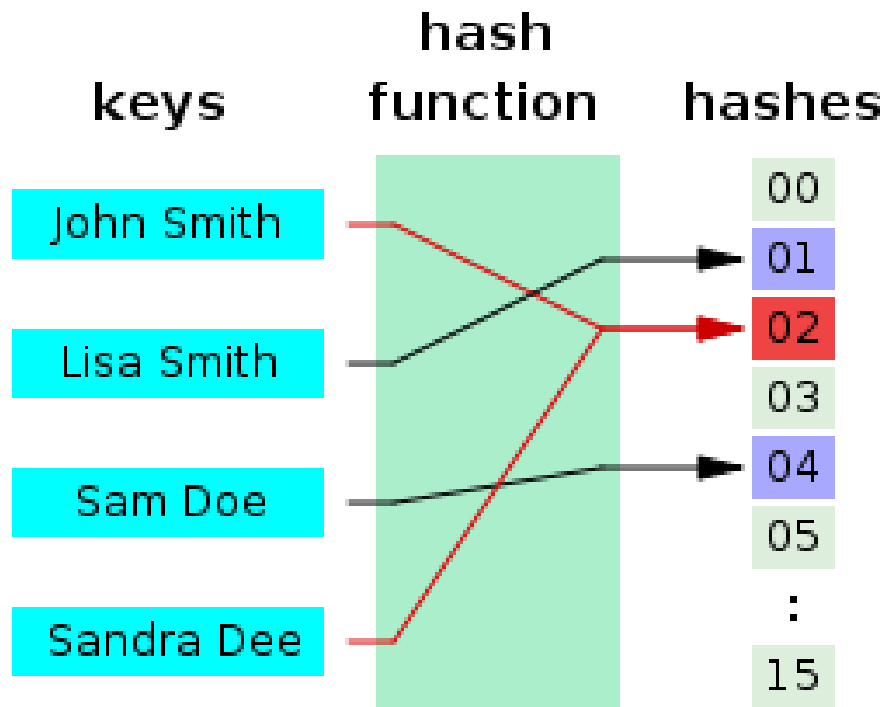 keys
hash
function
hashes
John Smith
Lisa Smith
Sam Doe
Sandra Dee
00
01
02
03
04
05
:
15